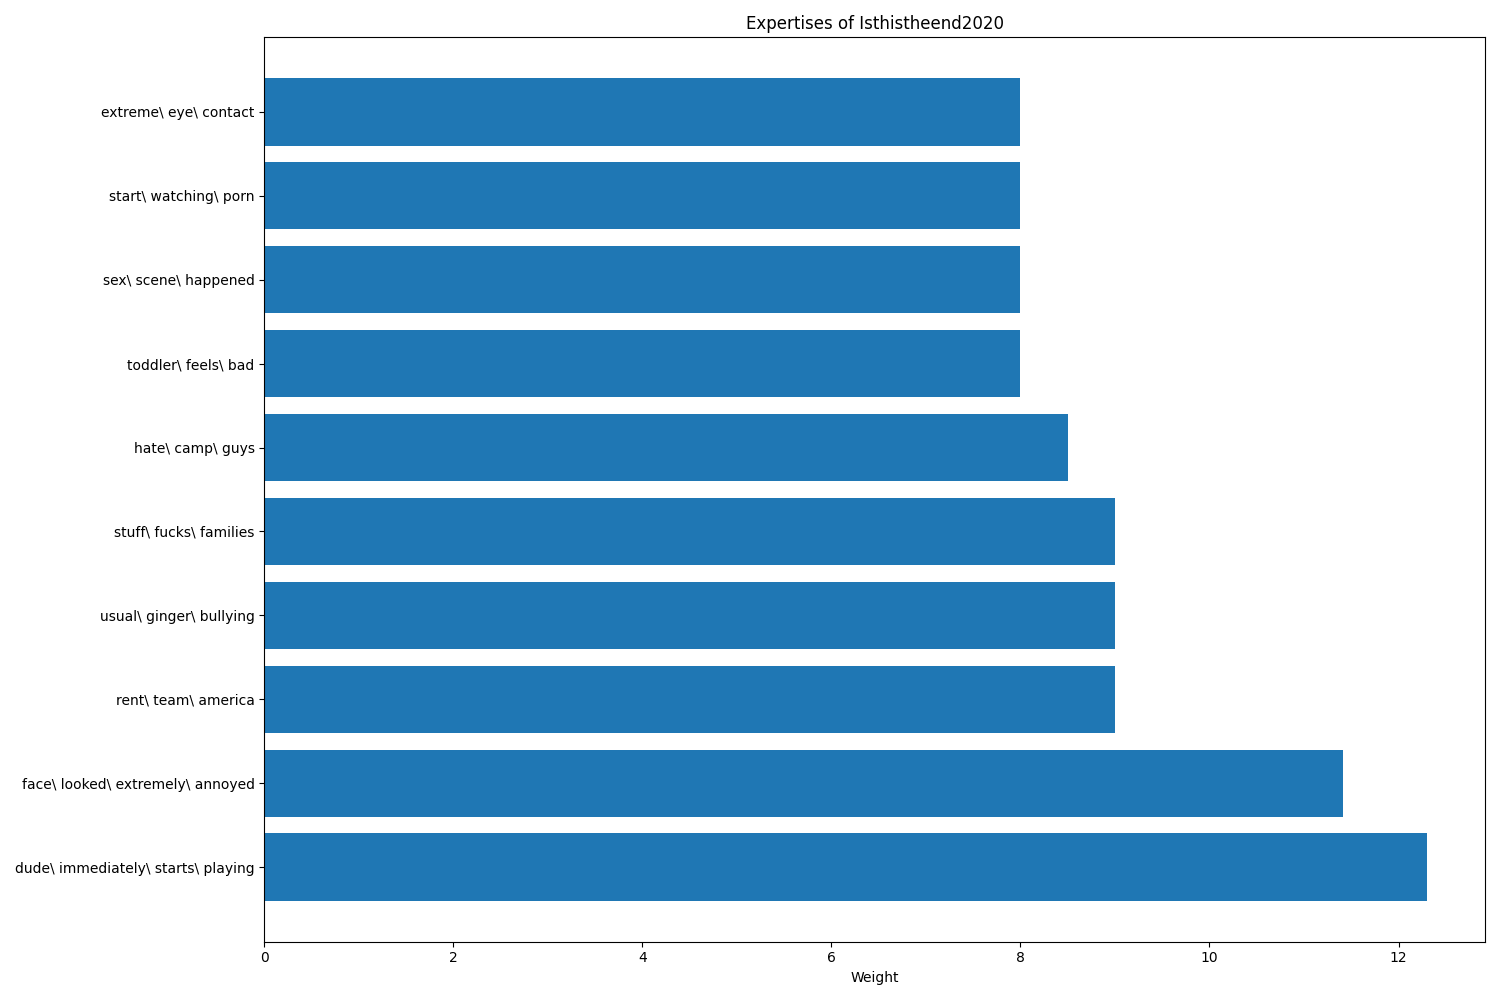 Expertises of Isthistheend2020
extreme\ eye\ contact
start\ watching\ porn
sex\ scene\ happened
toddler\ feels\ bad
hate\ camp\ guys
stuff\ fucks\ families
usual\ ginger\ bullying
rent\ team\ america
face\ looked\ extremely\ annoyed
dude\ immediately\ starts\ playing
0 2 4 6 8 10 12
Weight